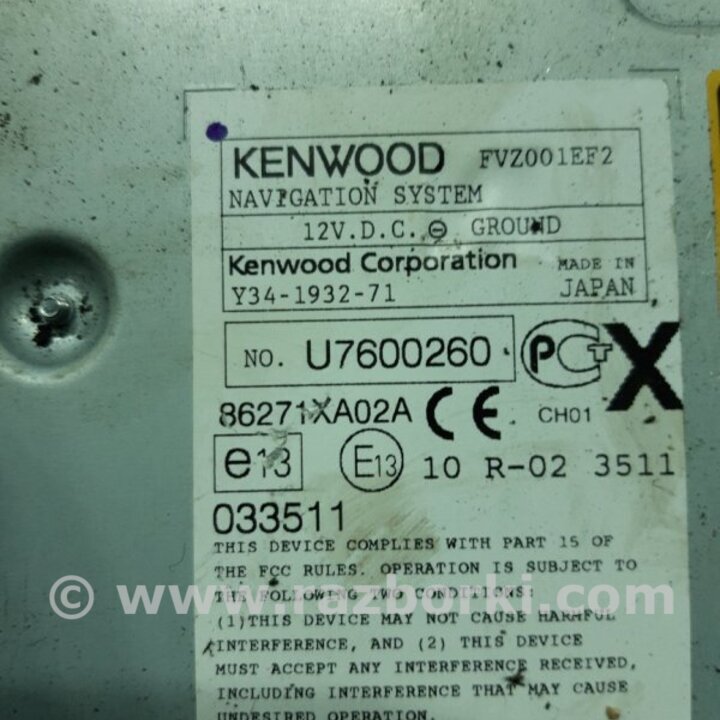 KENWOOD FVZ001EF2
NAVIGATION SYSTEM
12V.D.C. ⊖ GROUND
Kenwood Corporation MADE IN
Y34-1932-71 JAPAN
NO. U7600260
PCT X
86271XA02A CE CH01
e13 E13 10 R-02 3511
033511
THIS DEVICE COMPLIES WITH PART 15 OF
THE FCC RULES. OPERATION IS SUBJECT TO
THE FOLLOWING TWO CONDITIONS:
© www.razborki.com
(1)THIS DEVICE MAY NOT CAUSE HARMFUL
INTERFERENCE, AND (2) THIS DEVICE
MUST ACCEPT ANY INTERFERENCE RECEIVED,
INCLUDING INTERFERENCE THAT MAY CAUSE
UNDESIRED OPERATION.